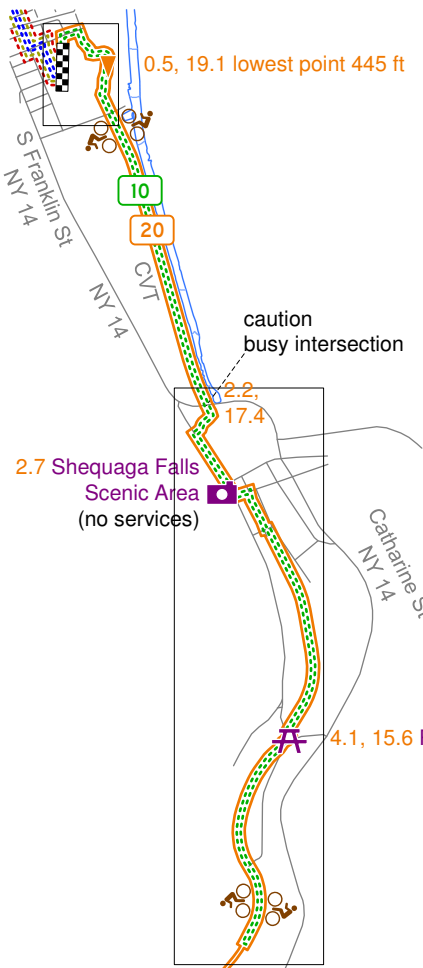 0.5, 19.1 lowest point 445 ft
S Franklin St
NY 14
10
20
CVT
NY 14
caution
busy intersection
2.2,
17.4
2.7 Shequaga Falls
Scenic Area
(no services)
Catharine St
NY 14
4.1, 15.6